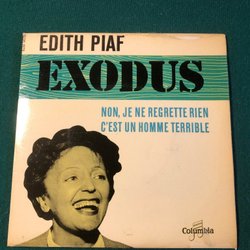 EDITH PIAF
EXODUS
NON, JE NE REGRETTE RIEN
C'EST UN HOMME TERRIBLE
Columbia